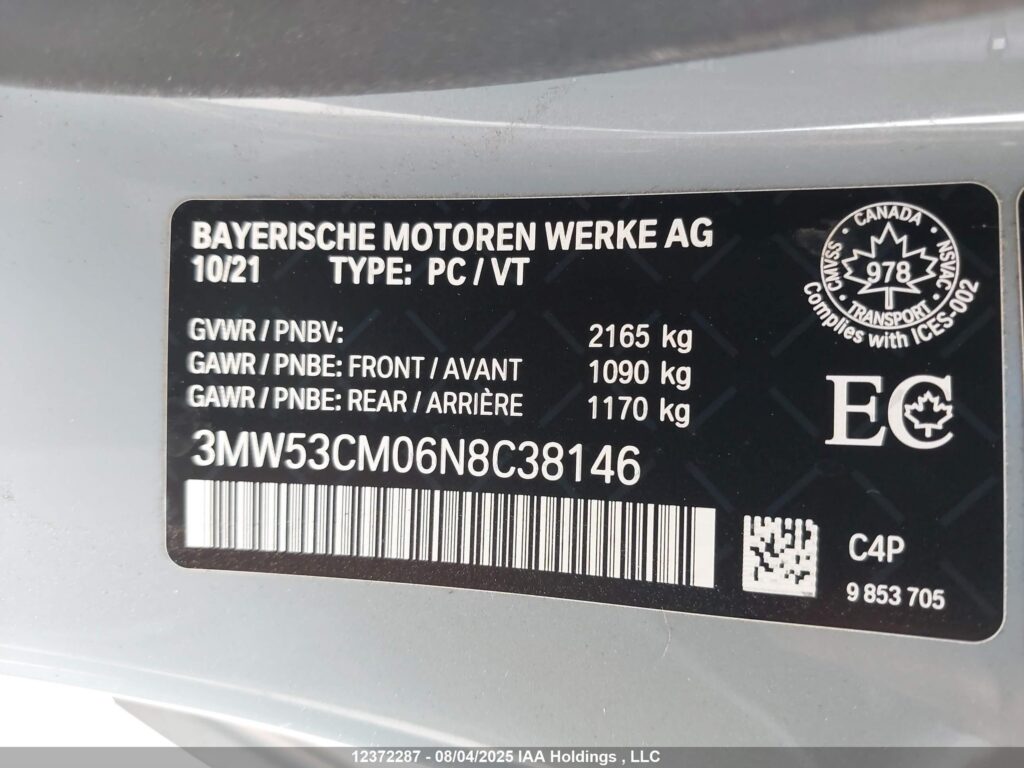 BAYERISCHE MOTOREN WERKE AG
10/21 TYPE: PC / VT
GVWR / PNBV: 2165 kg
GAWR / PNBE: FRONT / AVANT 1090 kg
GAWR / PNBE: REAR / ARRIÈRE 1170 kg
3MW53CM06N8C38146
CANADA
CMVSS · NSVAC
978
TRANSPORT
Complies with ICES-002
EC
C4P
9 853 705
12372287 - 08/04/2025 IAA Holdings , LLC